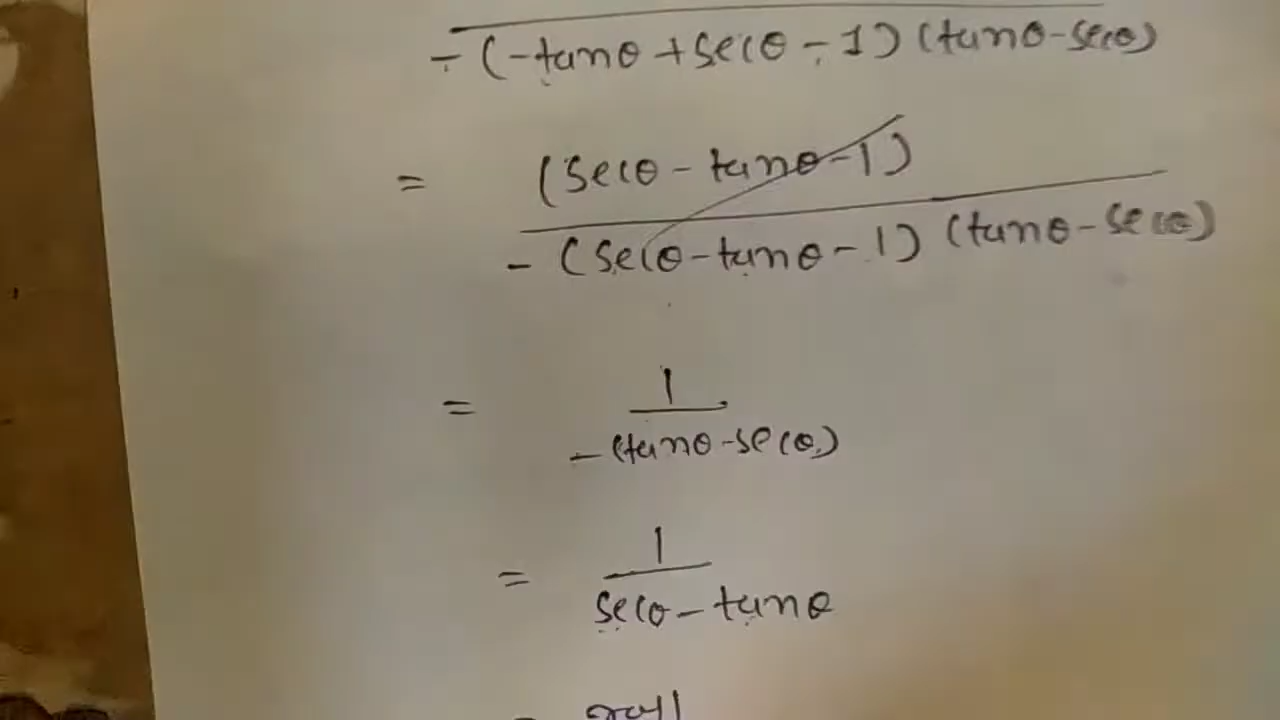 -(-tanθ+secθ-1)(tanθ-secθ)
= (secθ-tanθ-1)
-(secθ-tanθ-1)(tanθ-secθ)
= 1
-(tanθ-secθ)
= 1
secθ-tanθ